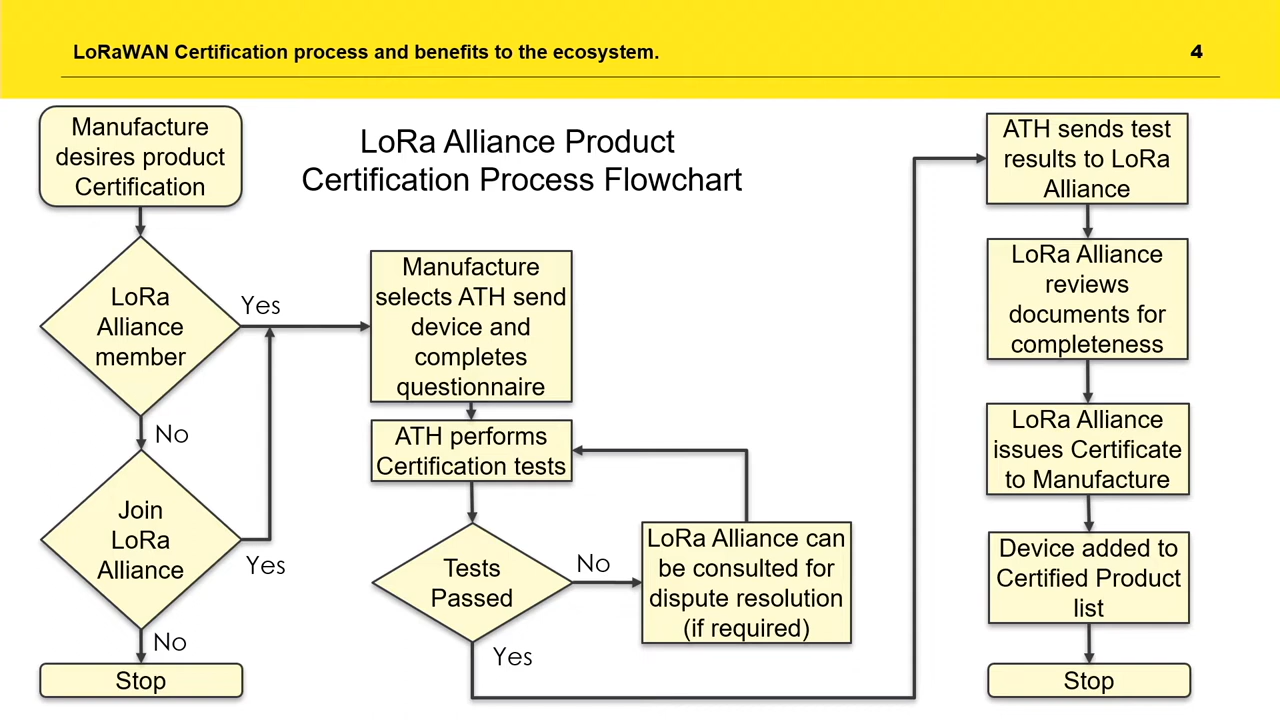 LoRaWAN Certification process and benefits to the ecosystem.
4
LoRa Alliance Product
Certification Process Flowchart
Manufacture
desires product
Certification
LoRa
Alliance
member
Yes
No
Join
LoRa
Alliance
Yes
No
Stop
Manufacture
selects ATH send
device and
completes
questionnaire
ATH performs
Certification tests
Tests
Passed
No
Yes
LoRa Alliance can
be consulted for
dispute resolution
(if required)
ATH sends test
results to LoRa
Alliance
LoRa Alliance
reviews
documents for
completeness
LoRa Alliance
issues Certificate
to Manufacture
Device added to
Certified Product
list
Stop